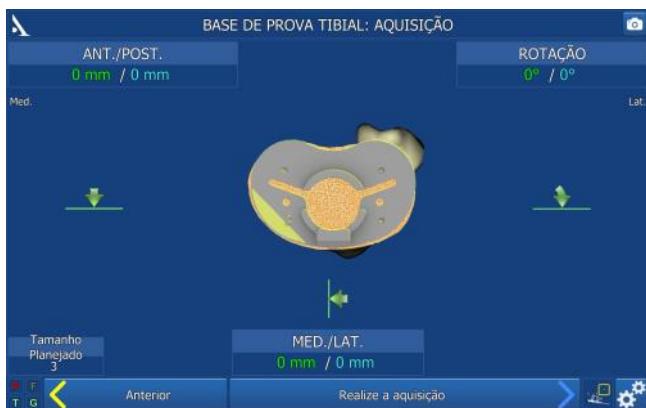 BASE DE PROVA TIBIAL: AQUISIÇÃO
ANT./POST.
0 mm / 0 mm
ROTAÇÃO
0° / 0°
Med.
Lat.
Tamanho
Planejado
3
MED./LAT.
0 mm / 0 mm
F
T G
Anterior
Realize a aquisição